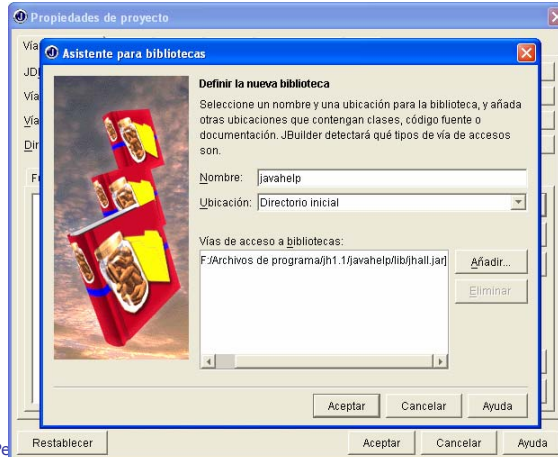 Propiedades de proyecto
Vía
Asistente para bibliotecas
JD
Vía
Vía
Dir
Definir la nueva biblioteca
Seleccione un nombre y una ubicación para la biblioteca, y añada
otras ubicaciones que contengan clases, código fuente o
documentación. JBuilder detectará qué tipos de vía de accesos
son.
Nombre: javahelp
Ubicación: Directorio inicial
Vías de acceso a bibliotecas:
F:/Archivos de programa/jh1.1/javahelp/lib/jhall.jar]
Añadir...
Eliminar
Aceptar Cancelar Ayuda
Restablecer Aceptar Cancelar Ayuda